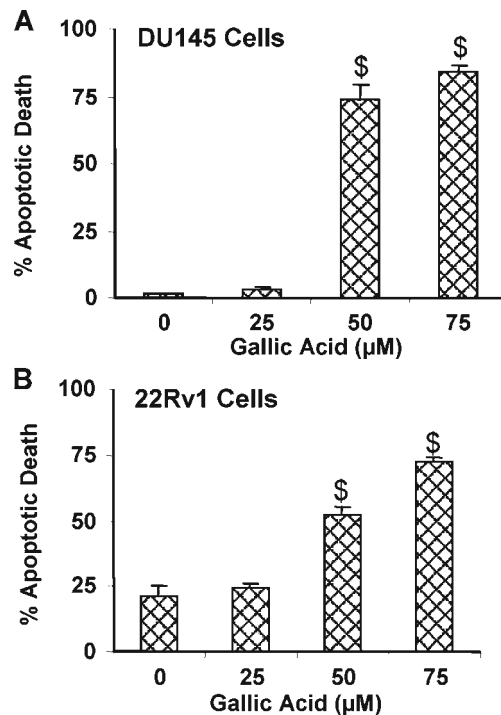 A
DU145 Cells
% Apoptotic Death
100
75
50
25
0
$ $
0 25 50 75
Gallic Acid (µM)
B
22Rv1 Cells
% Apoptotic Death
100
75
50
25
0
$ $
0 25 50 75
Gallic Acid (µM)